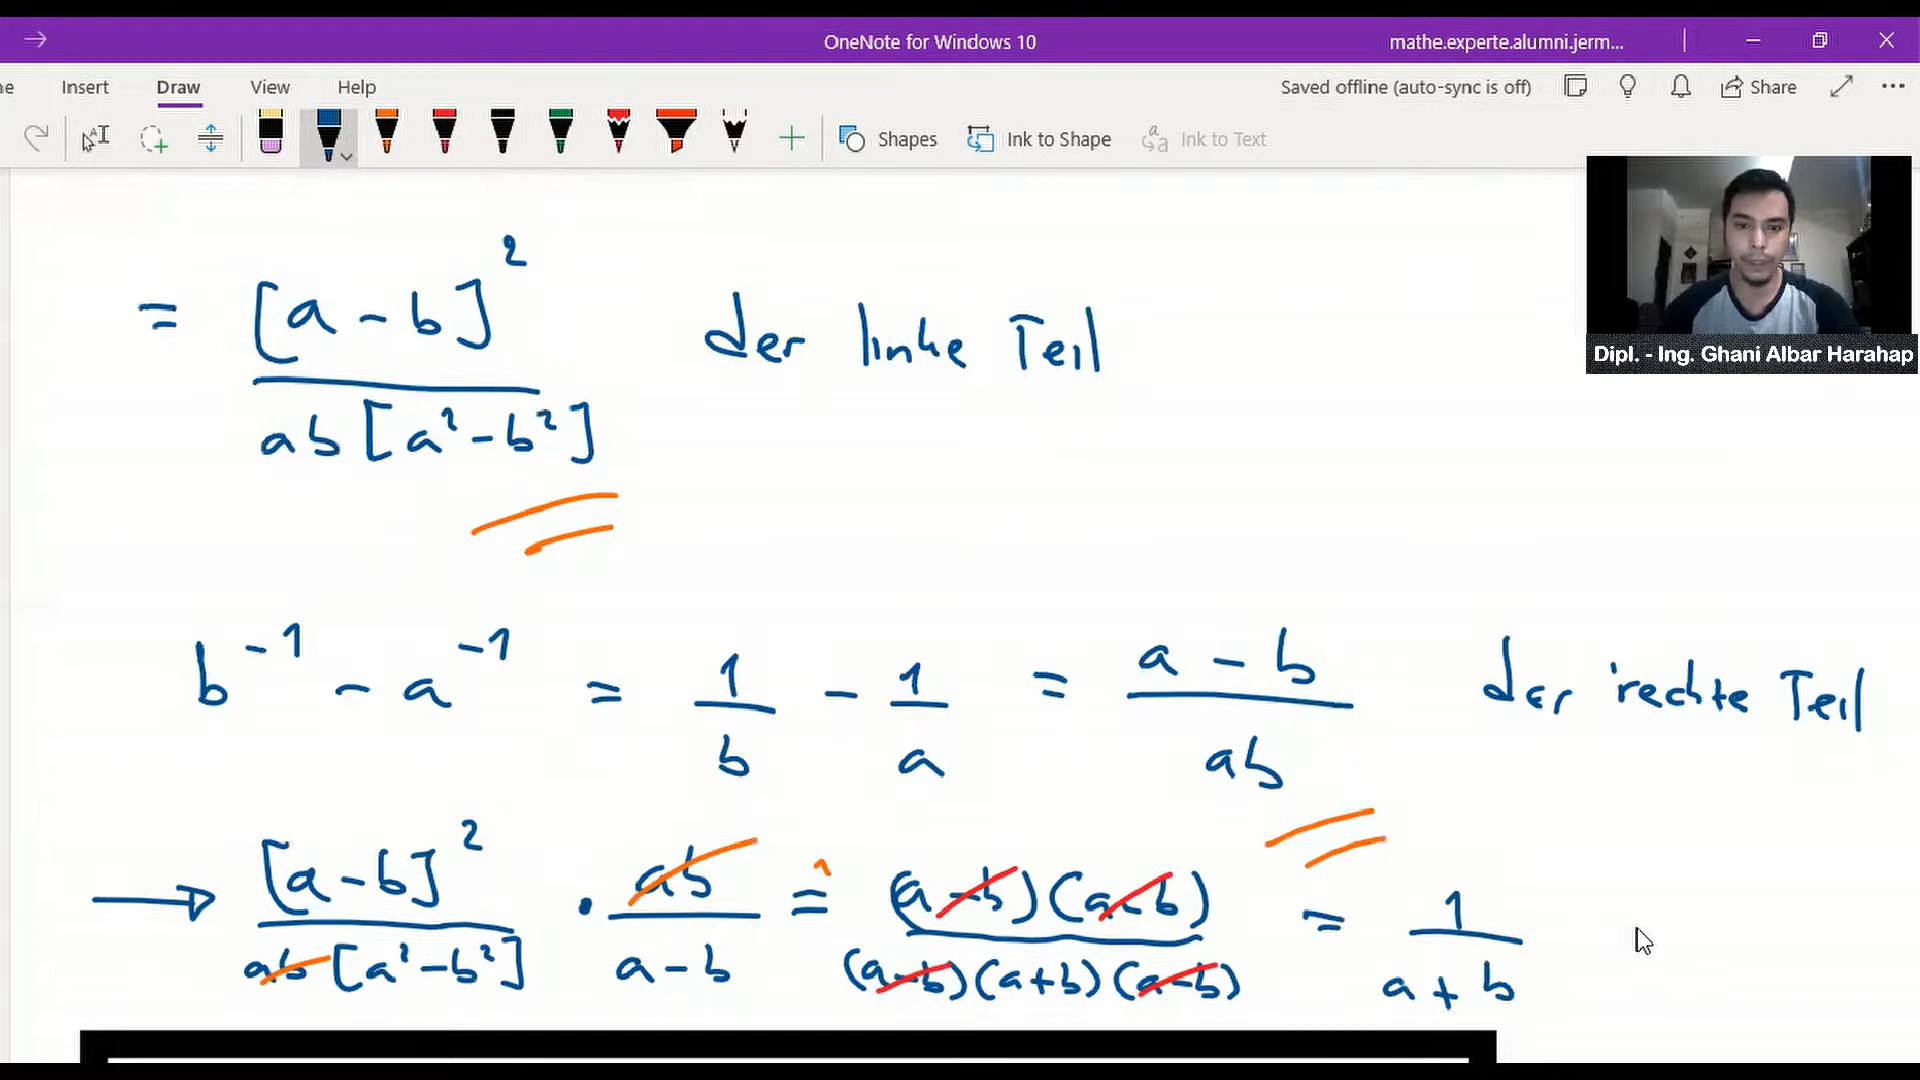 OneNote for Windows 10 mathe.experte.alumni.jerm...
Insert Draw View Help Saved offline (auto-sync is off) Share
Shapes Ink to Shape Ink to Text
Dipl. - Ing. Ghani Albar Harahap
= [a - b]² / ab[a² - b²] der linke Teil
b⁻¹ - a⁻¹ = 1/b - 1/a = (a - b)/ab der rechte Teil
→ [a - b]² / ab[a² - b²] · ab/(a - b) = (a - b)(a - b) / (a - b)(a + b)(a - b) = 1/(a + b)